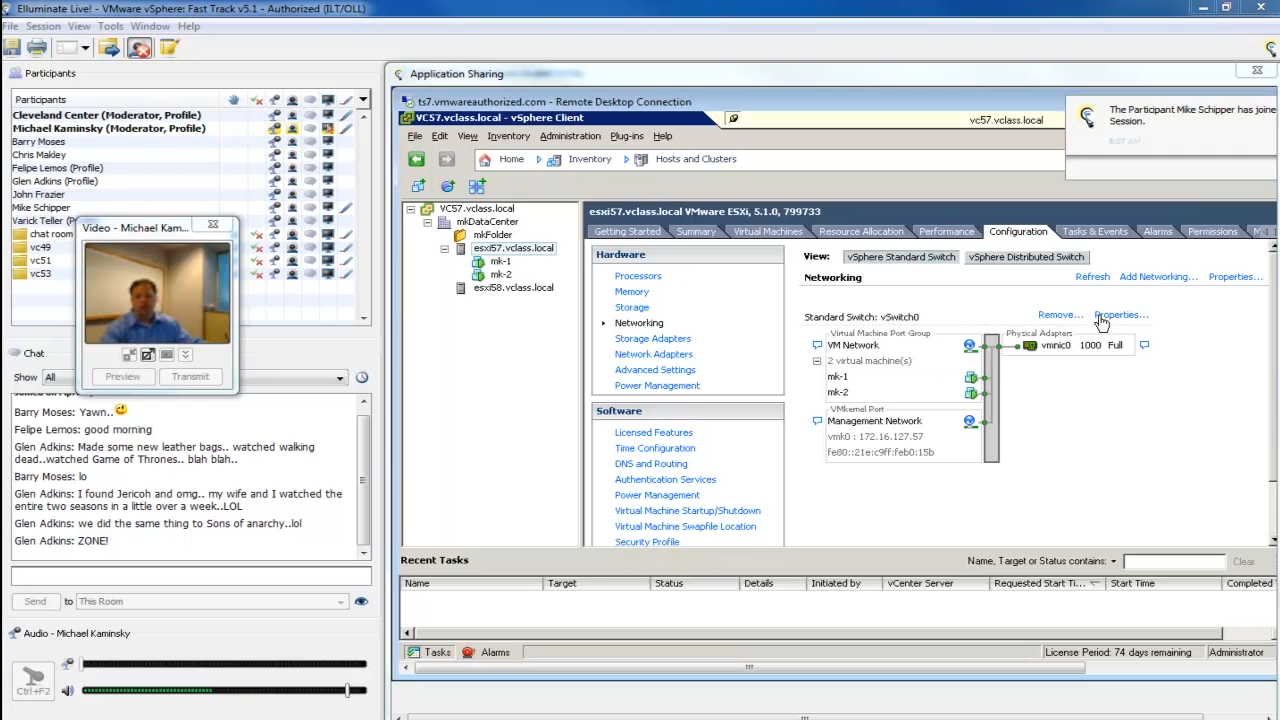 Elluminate Live! - VMware vSphere: Fast Track v5.1 - Authorized (ILT/OLL)
File Session View Tools Window Help
Participants
Participants
Cleveland Center (Moderator, Profile)
Michael Kaminsky (Moderator, Profile)
Barry Moses
Chris Makley
Felipe Lemos (Profile)
Glen Adkins (Profile)
John Frazier
Mike Schipper
Varick Teller (Profile)
chat room
vc49
vc51
vc53
Video - Michael Kam...
Preview Transmit
Chat
Show All
Barry Moses: Yawn..
Felipe Lemos: good morning
Glen Adkins: Made some new leather bags.. watched walking
dead..watched Game of Thrones.. blah blah..
Barry Moses: lo
Glen Adkins: I found Jericoh and omg.. my wife and I watched the
entire two seasons in a little over a week..LOL
Glen Adkins: we did the same thing to Sons of anarchy..lol
Glen Adkins: ZONE!
Send to This Room
Audio - Michael Kaminsky
Ctrl+F2
Application Sharing
ts7.vmwareauthorized.com - Remote Desktop Connection
VC57.vclass.local - vSphere Client
vc57.vclass.local
The Participant Mike Schipper has joine
Session.
8:07 AM
File Edit View Inventory Administration Plug-ins Help
Home Inventory Hosts and Clusters
VC57.vclass.local
mkDataCenter
mkFolder
esxi57.vclass.local
mk-1
mk-2
esxi58.vclass.local
esxi57.vclass.local VMware ESXi, 5.1.0, 799733
Getting Started Summary Virtual Machines Resource Allocation Performance Configuration Tasks & Events Alarms Permissions M
Hardware
Processors
Memory
Storage
Networking
Storage Adapters
Network Adapters
Advanced Settings
Power Management
Software
Licensed Features
Time Configuration
DNS and Routing
Authentication Services
Power Management
Virtual Machine Startup/Shutdown
Virtual Machine Swapfile Location
Security Profile
View: vSphere Standard Switch vSphere Distributed Switch
Networking
Refresh Add Networking... Properties...
Standard Switch: vSwitch0
Remove... Properties...
Virtual Machine Port Group
Physical Adapters
VM Network
vmnic0 1000 Full
2 virtual machine(s)
mk-1
mk-2
VMkernel Port
Management Network
vmk0 : 172.16.127.57
fe80::21e:c9ff:feb0:15b
Recent Tasks
Name, Target or Status contains: Clear
Name Target Status Details Initiated by vCenter Server Requested Start Ti... Start Time Completed
Tasks Alarms
License Period: 74 days remaining Administrator